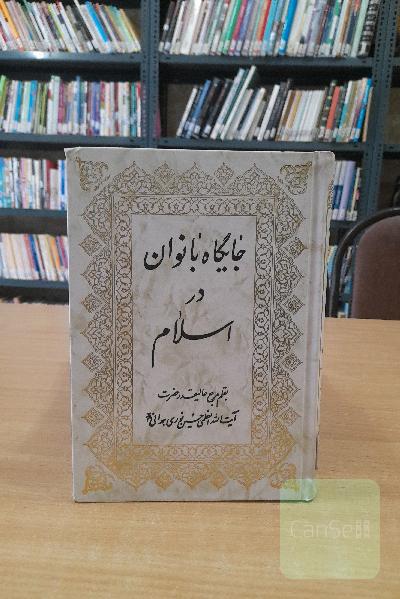 جایگاه بانوان
در
اسلام
بقلم مرجع عالیقدر حضرت
آیت الله العظمی حسین نوری همدانی
CanSell